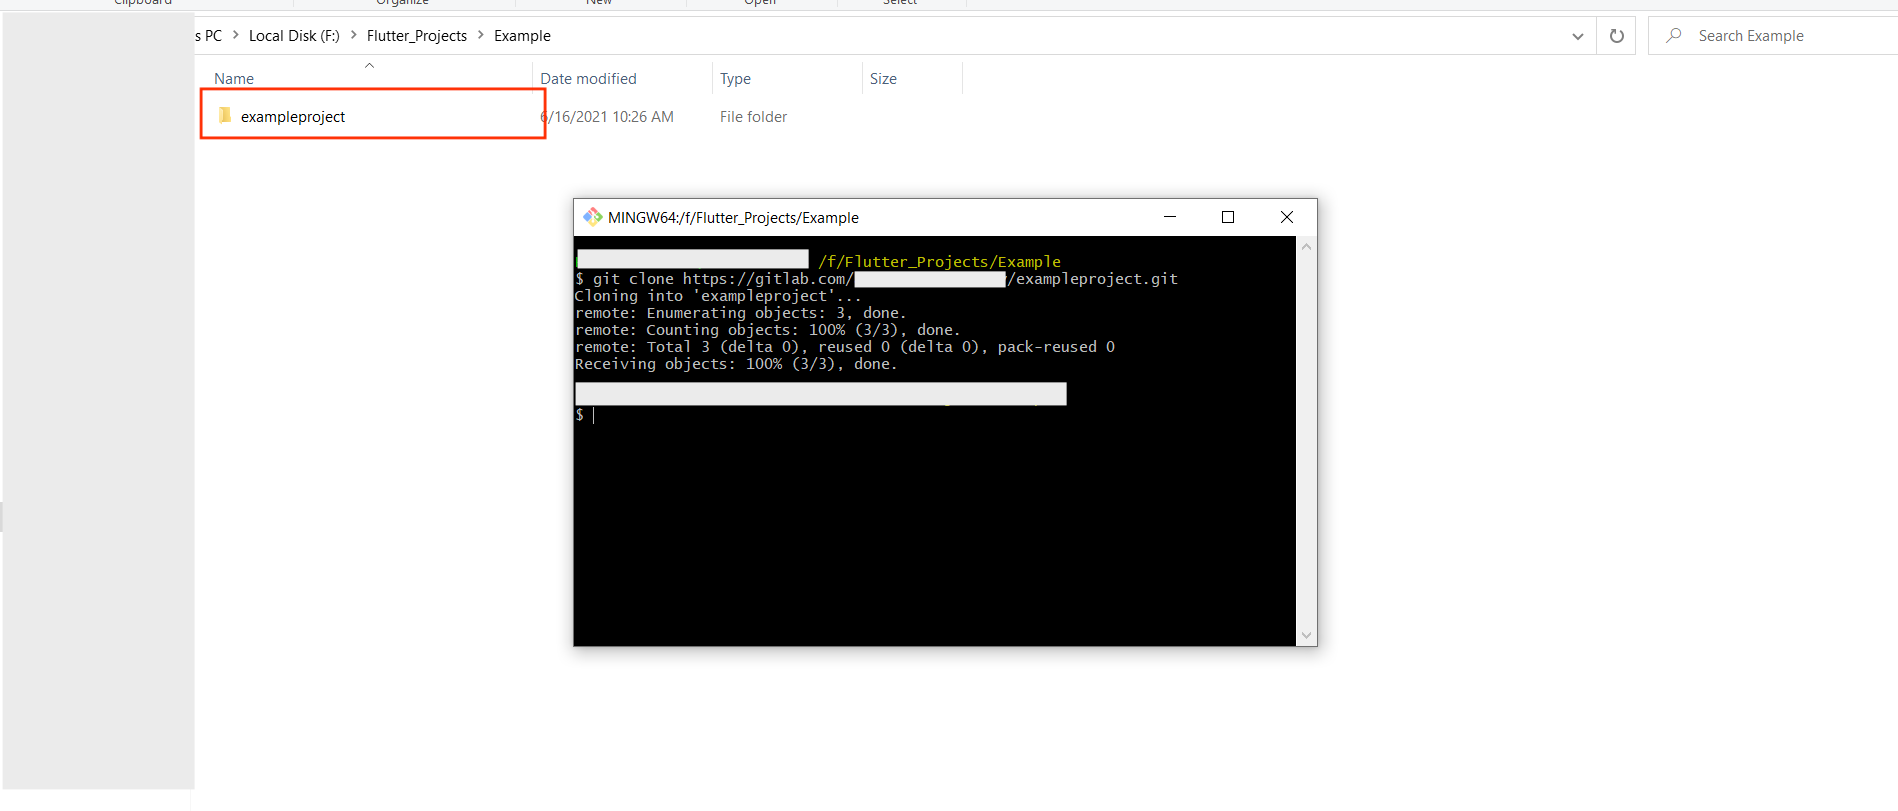 Clipboard Organize New Open Select
s PC > Local Disk (F:) > Flutter_Projects > Example
Search Example
Name Date modified Type Size
exampleproject 6/16/2021 10:26 AM File folder
MINGW64:/f/Flutter_Projects/Example
/f/Flutter_Projects/Example
$ git clone https://gitlab.com/ /exampleproject.git
Cloning into 'exampleproject'...
remote: Enumerating objects: 3, done.
remote: Counting objects: 100% (3/3), done.
remote: Total 3 (delta 0), reused 0 (delta 0), pack-reused 0
Receiving objects: 100% (3/3), done.
$